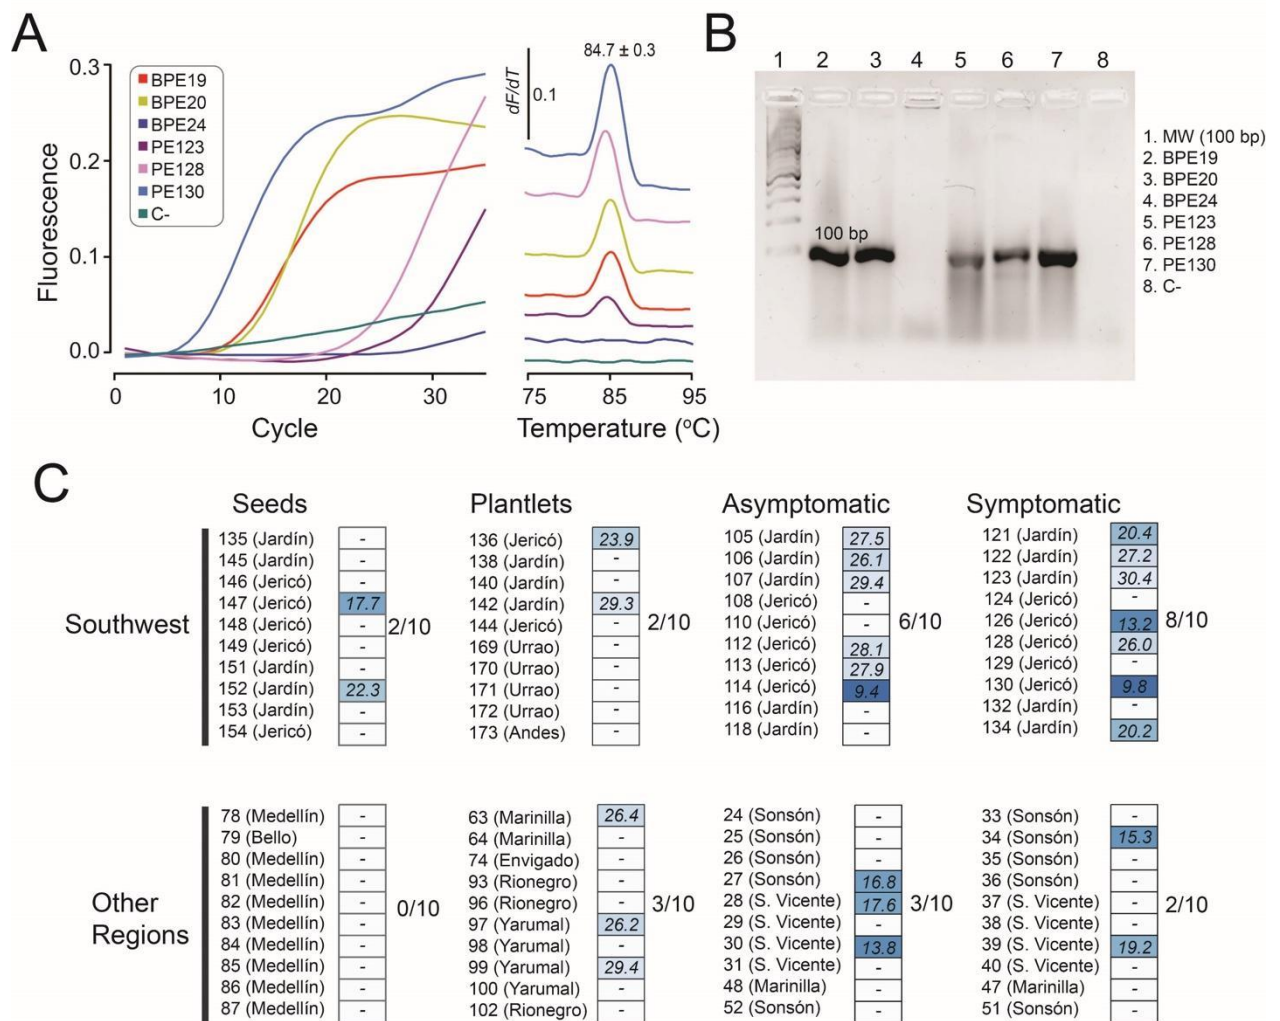 A
0.3
0.2
0.1
0.0
Fluorescence
BPE19
BPE20
BPE24
PE123
PE128
PE130
C-
0 10 20 30
Cycle
84.7 ± 0.3
dF/dT
0.1
75 85 95
Temperature (ºC)
B
1 2 3 4 5 6 7 8
100 bp
1. MW (100 bp)
2. BPE19
3. BPE20
4. BPE24
5. PE123
6. PE128
7. PE130
8. C-
C
Southwest
Seeds
135 (Jardín) -
145 (Jardín) -
146 (Jericó) -
147 (Jericó) 17.7
148 (Jericó) -
149 (Jericó) -
151 (Jardín) -
152 (Jardín) 22.3
153 (Jardín) -
154 (Jericó) -
2/10
Plantlets
136 (Jericó) 23.9
138 (Jardín) -
140 (Jardín) -
142 (Jardín) 29.3
144 (Jericó) -
169 (Urrao) -
170 (Urrao) -
171 (Urrao) -
172 (Urrao) -
173 (Andes) -
2/10
Asymptomatic
105 (Jardín) 27.5
106 (Jardín) 26.1
107 (Jardín) 29.4
108 (Jericó) -
110 (Jericó) -
112 (Jericó) 28.1
113 (Jericó) 27.9
114 (Jericó) 9.4
116 (Jardín) -
118 (Jardín) -
6/10
Symptomatic
121 (Jardín) 20.4
122 (Jardín) 27.2
123 (Jardín) 30.4
124 (Jericó) -
126 (Jericó) 13.2
128 (Jericó) 26.0
129 (Jericó) -
130 (Jericó) 9.8
132 (Jardín) -
134 (Jardín) 20.2
8/10
Other
Regions
78 (Medellín) -
79 (Bello) -
80 (Medellín) -
81 (Medellín) -
82 (Medellín) -
83 (Medellín) -
84 (Medellín) -
85 (Medellín) -
86 (Medellín) -
87 (Medellín) -
0/10
63 (Marinilla) 26.4
64 (Marinilla) -
74 (Envigado) -
93 (Rionegro) -
96 (Rionegro) -
97 (Yarumal) 26.2
98 (Yarumal) -
99 (Yarumal) 29.4
100 (Yarumal) -
102 (Rionegro) -
3/10
24 (Sonsón) -
25 (Sonsón) -
26 (Sonsón) -
27 (Sonsón) 16.8
28 (S. Vicente) 17.6
29 (S. Vicente) -
30 (S. Vicente) 13.8
31 (S. Vicente) -
48 (Marinilla) -
52 (Sonsón) -
3/10
33 (Sonsón) -
34 (Sonsón) 15.3
35 (Sonsón) -
36 (Sonsón) -
37 (S. Vicente) -
38 (S. Vicente) -
39 (S. Vicente) 19.2
40 (S. Vicente) -
47 (Marinilla) -
51 (Sonsón) -
2/10